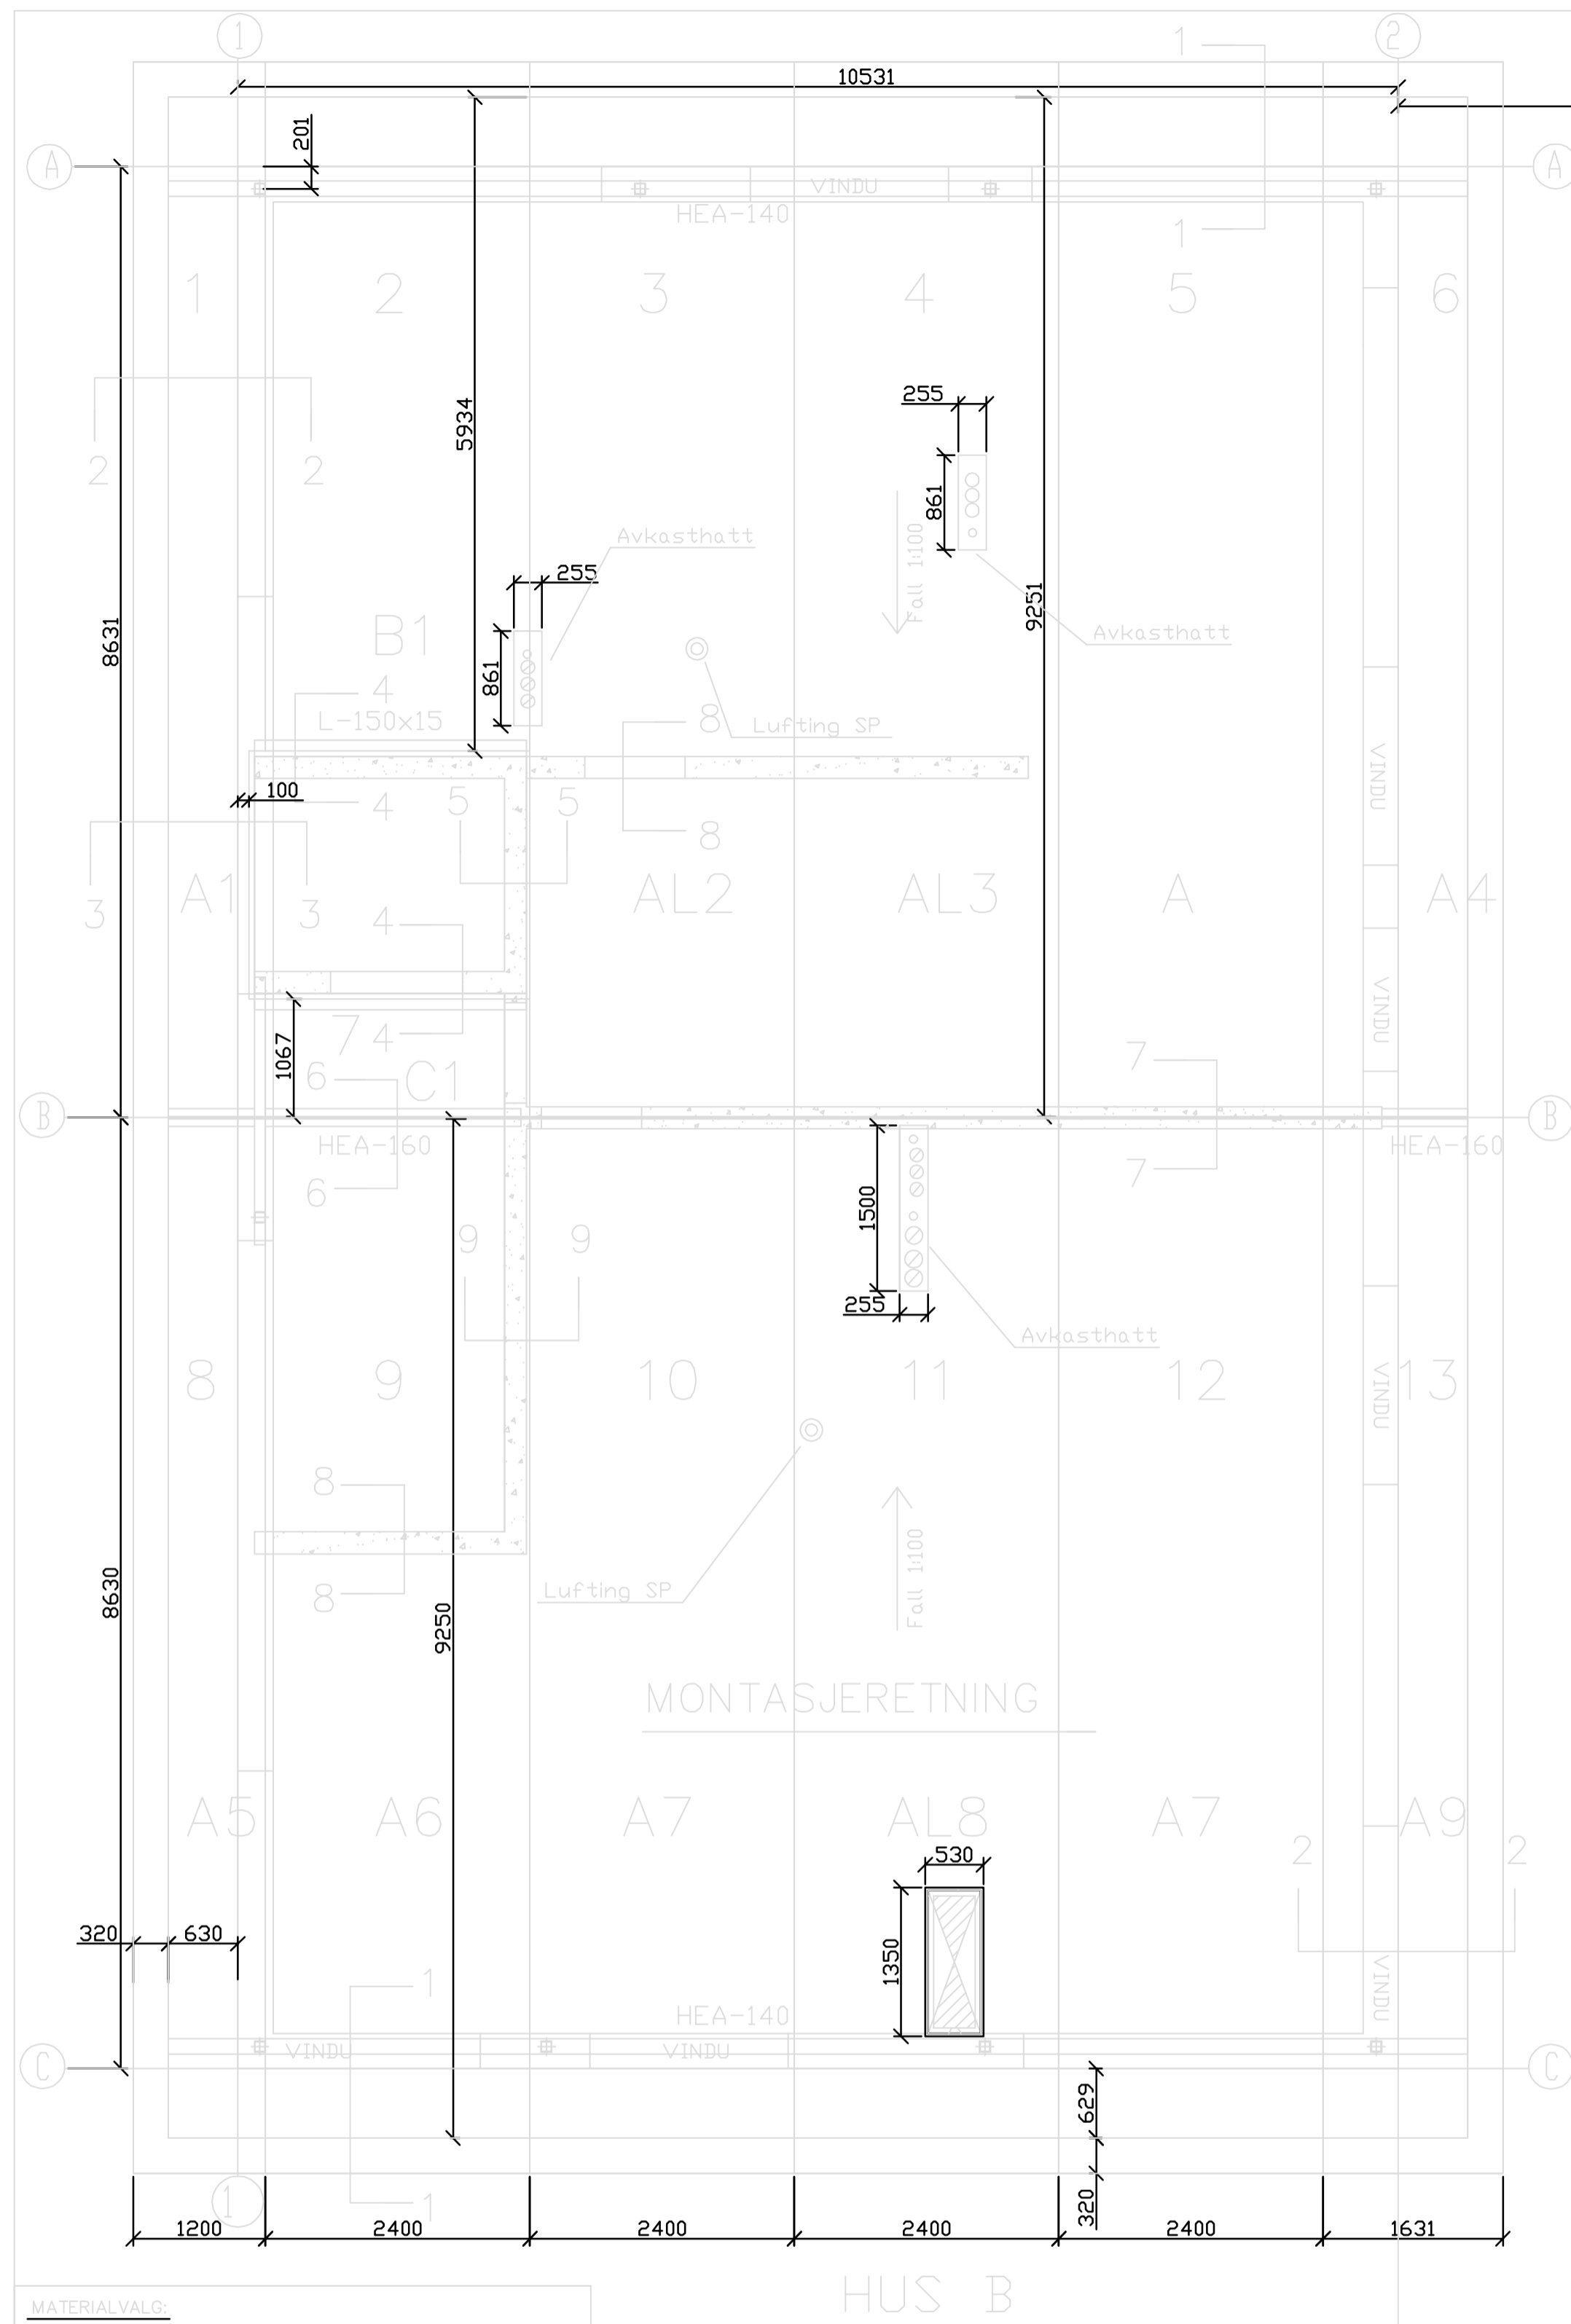 1
2
1
10531
201
A
A
VINDU
HEA-140
1
1
2
3
4
5
6
5934
255
2
2
861
Avkasthatt
Fall 1:100
255
8631
9251
Avkasthatt
B1
861
4
L-150x15
8
Lufting SP
VINDU
100
4
5
5
8
A1
AL2
AL3
A
A4
3
3
4
VINDU
1067
7
4
6
C1
7
B
B
HEA-160
HEA-160
7
6
1500
9
9
255
Avkasthatt
8
9
10
11
12
VINDU
13
8
Fall 1:100
Lufting SP
8
8630
9250
MONTASJERETNING
A5
A6
A7
AL8
A7
A9
2
2
530
320
630
1350
1
HEA-140
VINDU
VINDU
VINDU
C
C
629
1
1
320
1200
2400
2400
2400
2400
1631
HUS B
MATERIALVALG: